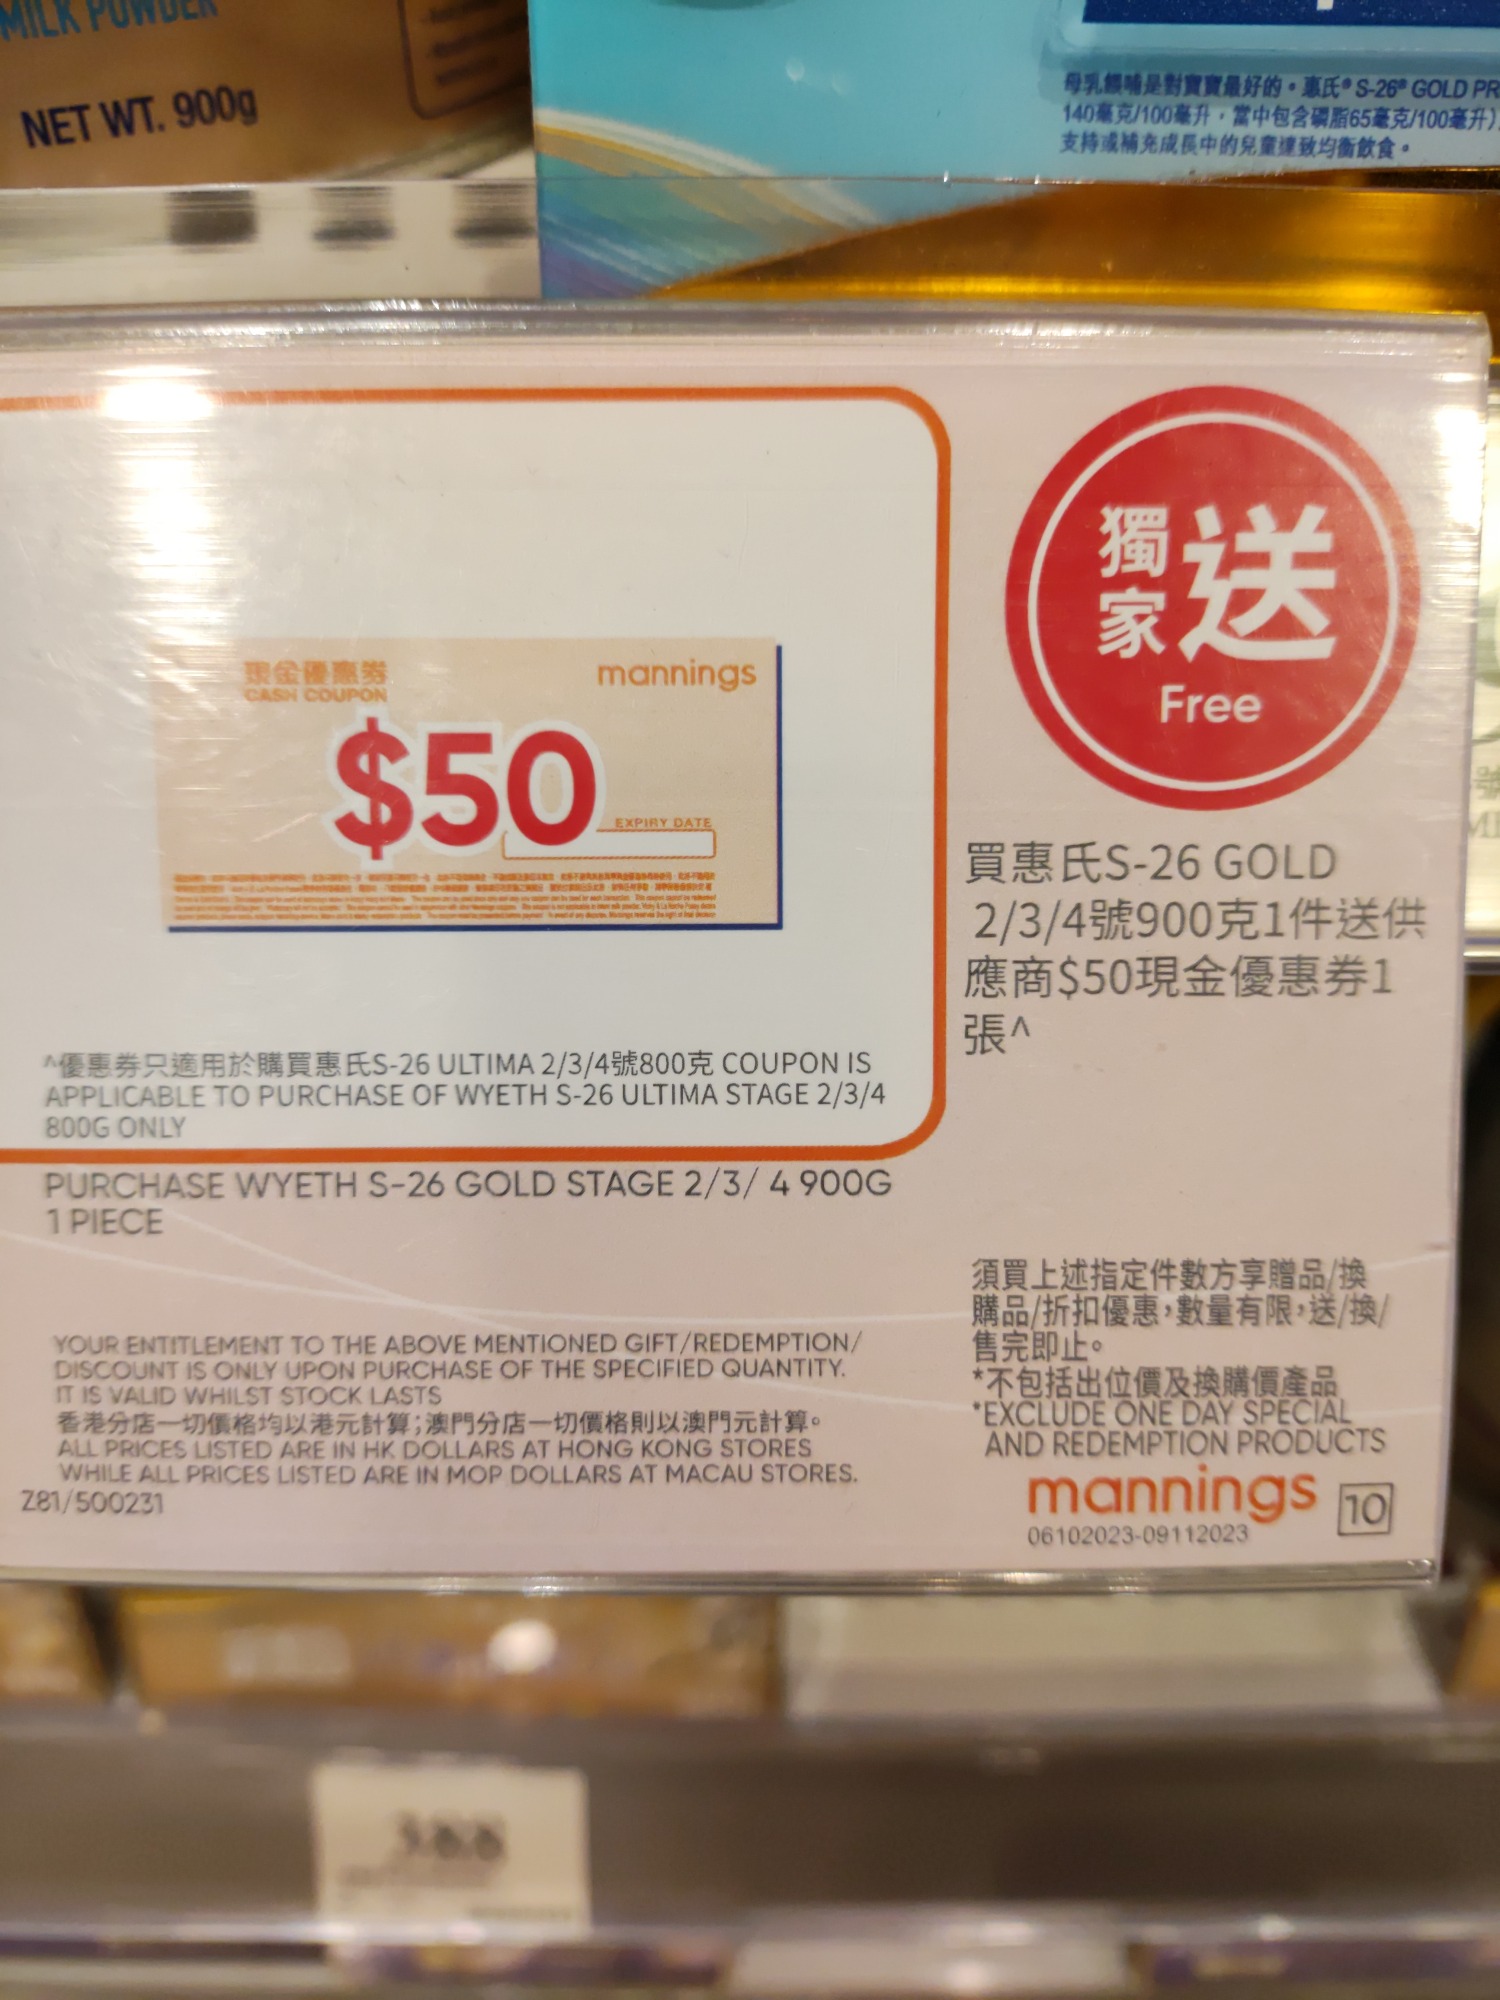 MILK POWDER
NET WT. 900g
母乳餵哺是對寶寶最好的。惠氏® S-26® GOLD PR
140毫克/100毫升，當中包含磷脂65毫克/100毫升)
支持或補充成長中的兒童達致均衡飲食。
獨家送
Free
現金優惠券
CASH COUPON
mannings
$50
EXPIRY DATE
買惠氏S-26 GOLD
2/3/4號900克1件送供
應商$50現金優惠券1
張^
^優惠券只適用於購買惠氏S-26 ULTIMA 2/3/4號800克 COUPON IS
APPLICABLE TO PURCHASE OF WYETH S-26 ULTIMA STAGE 2/3/4
800G ONLY
PURCHASE WYETH S-26 GOLD STAGE 2/3/ 4 900G
1 PIECE
須買上述指定件數方享贈品/換
購品/折扣優惠，數量有限，送/換/
售完即止。
*不包括出位價及換購價產品
*EXCLUDE ONE DAY SPECIAL
AND REDEMPTION PRODUCTS
YOUR ENTITLEMENT TO THE ABOVE MENTIONED GIFT/REDEMPTION/
DISCOUNT IS ONLY UPON PURCHASE OF THE SPECIFIED QUANTITY.
IT IS VALID WHILST STOCK LASTS
香港分店一切價格均以港元計算；澳門分店一切價格則以澳門元計算。
ALL PRICES LISTED ARE IN HK DOLLARS AT HONG KONG STORES
WHILE ALL PRICES LISTED ARE IN MOP DOLLARS AT MACAU STORES.
Z81/500231
mannings
10
06102023-09112023